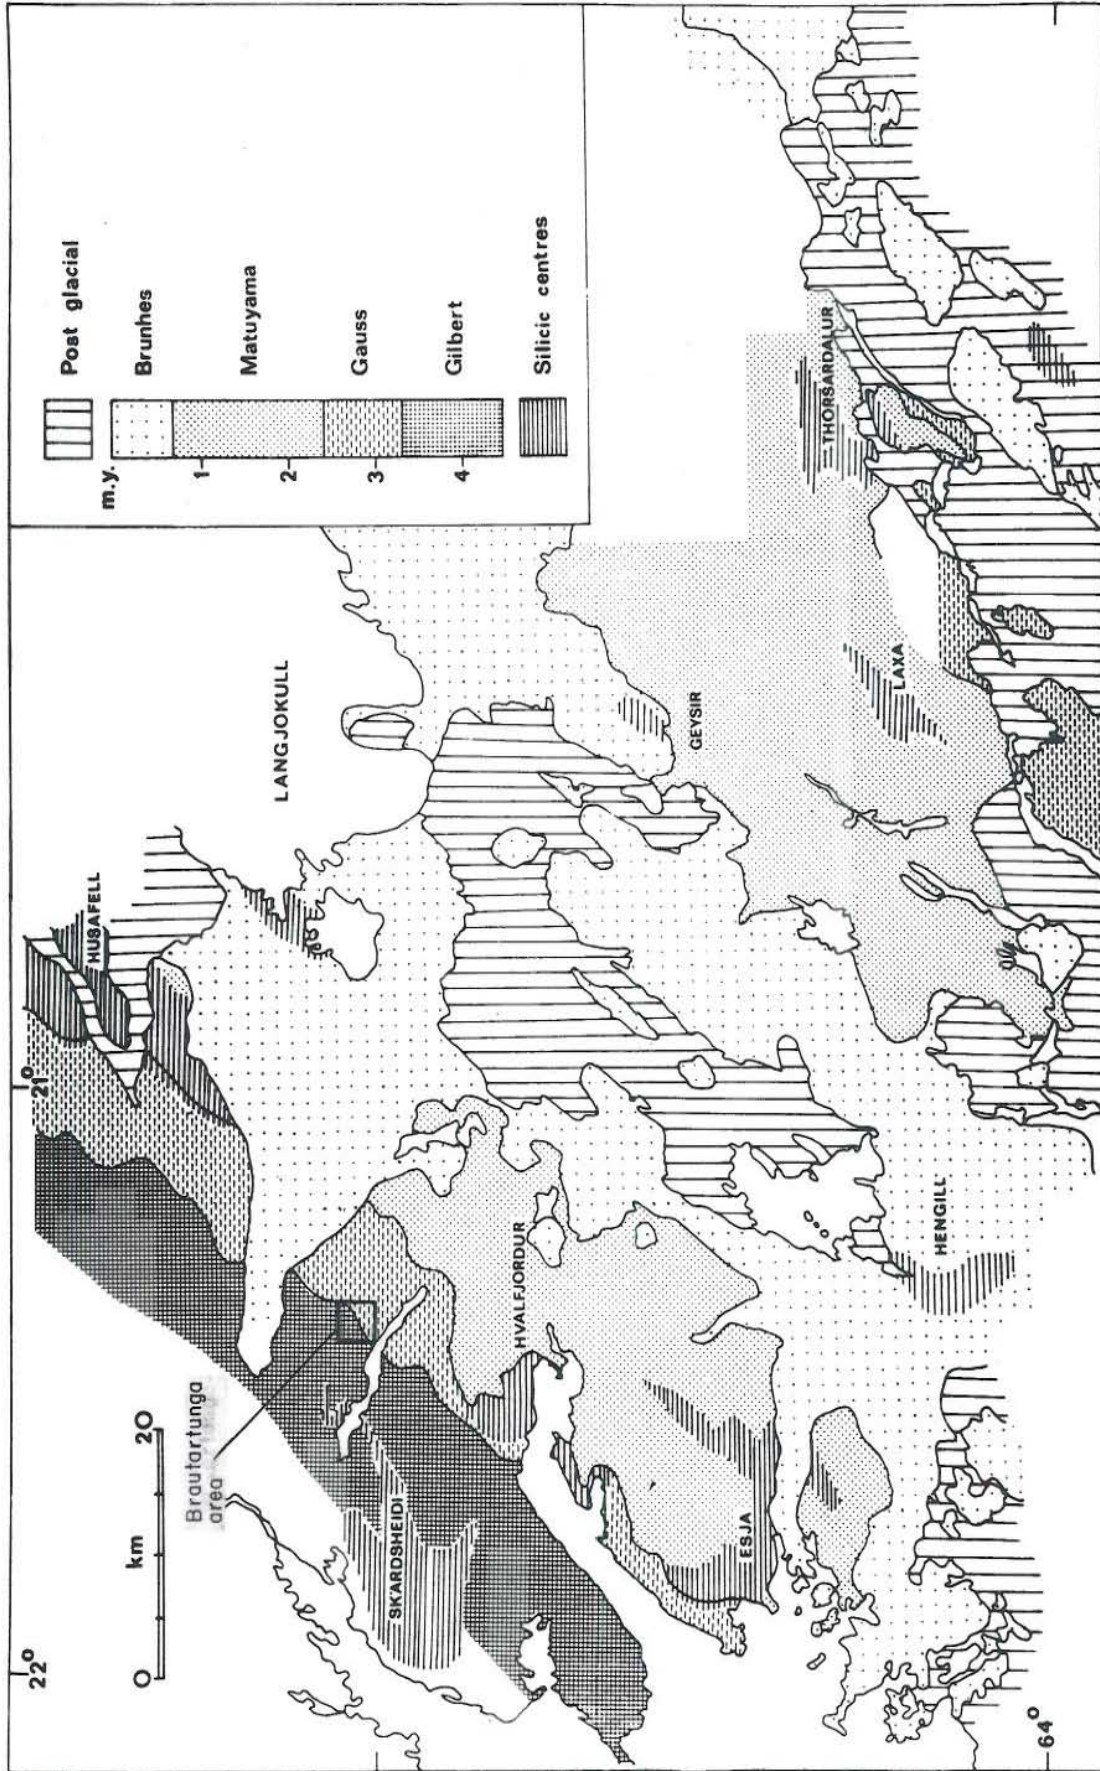 Post glacial
m.y.
Brunhes
1
Matuyama
2
Gauss
3
Gilbert
4
Silicic centres
22°
21°
HUSAFELL
LANGJOKULL
0 km 20
Brautartunga
area
SKARDSHEIDI
HVALFJORDUR
GEYSIR
THORSARDALUR
LAXA
ESJA
HENGILL
64°